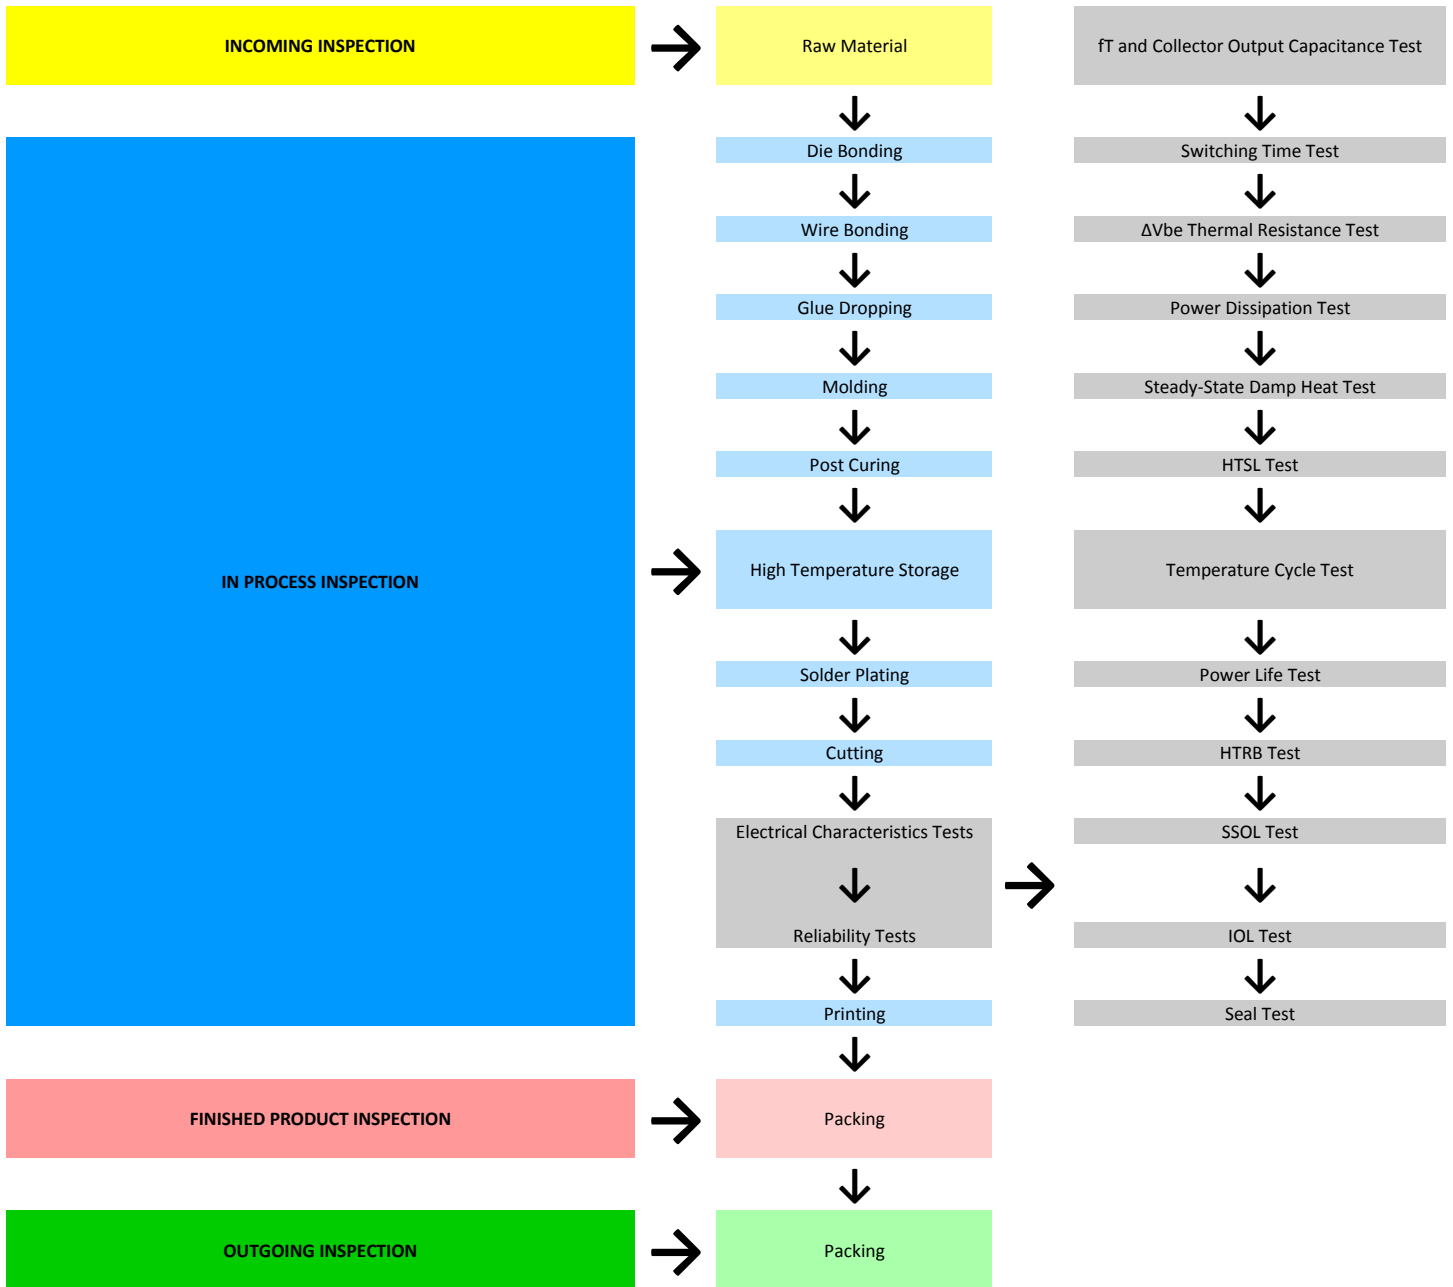 INCOMING INSPECTION
Raw Material
fT and Collector Output Capacitance Test
Die Bonding
Switching Time Test
Wire Bonding
ΔVbe Thermal Resistance Test
Glue Dropping
Power Dissipation Test
Molding
Steady-State Damp Heat Test
Post Curing
HTSL Test
IN PROCESS INSPECTION
High Temperature Storage
Temperature Cycle Test
Solder Plating
Power Life Test
Cutting
HTRB Test
Electrical Characteristics Tests
SSOL Test
Reliability Tests
IOL Test
Printing
Seal Test
FINISHED PRODUCT INSPECTION
Packing
OUTGOING INSPECTION
Packing